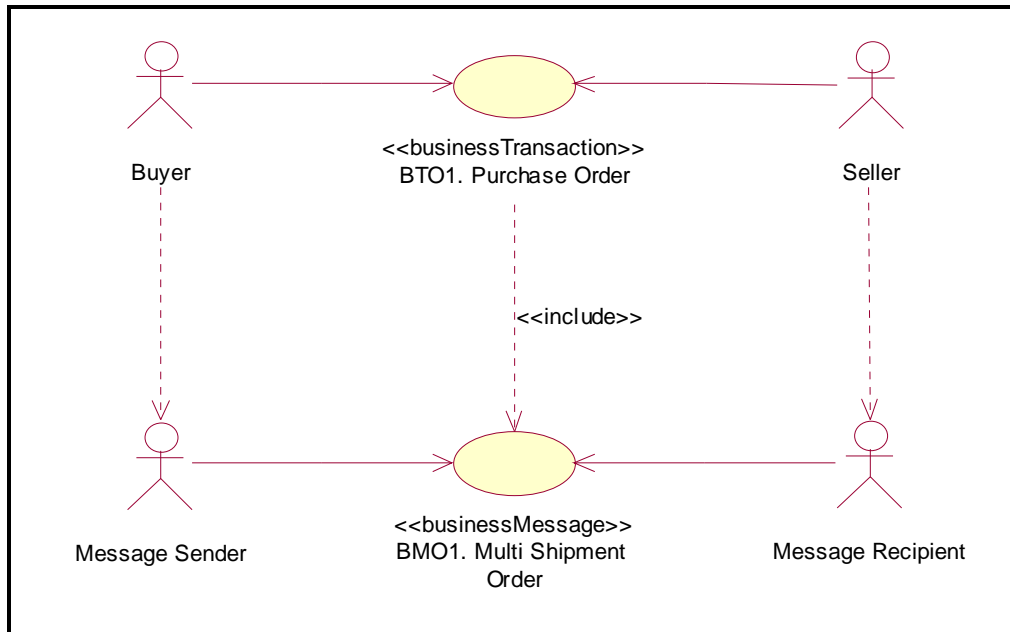 Buyer
<<businessTransaction>>
BTO1. Purchase Order
Seller
<<include>>
Message Sender
<<businessMessage>>
BMO1. Multi Shipment
Order
Message Recipient